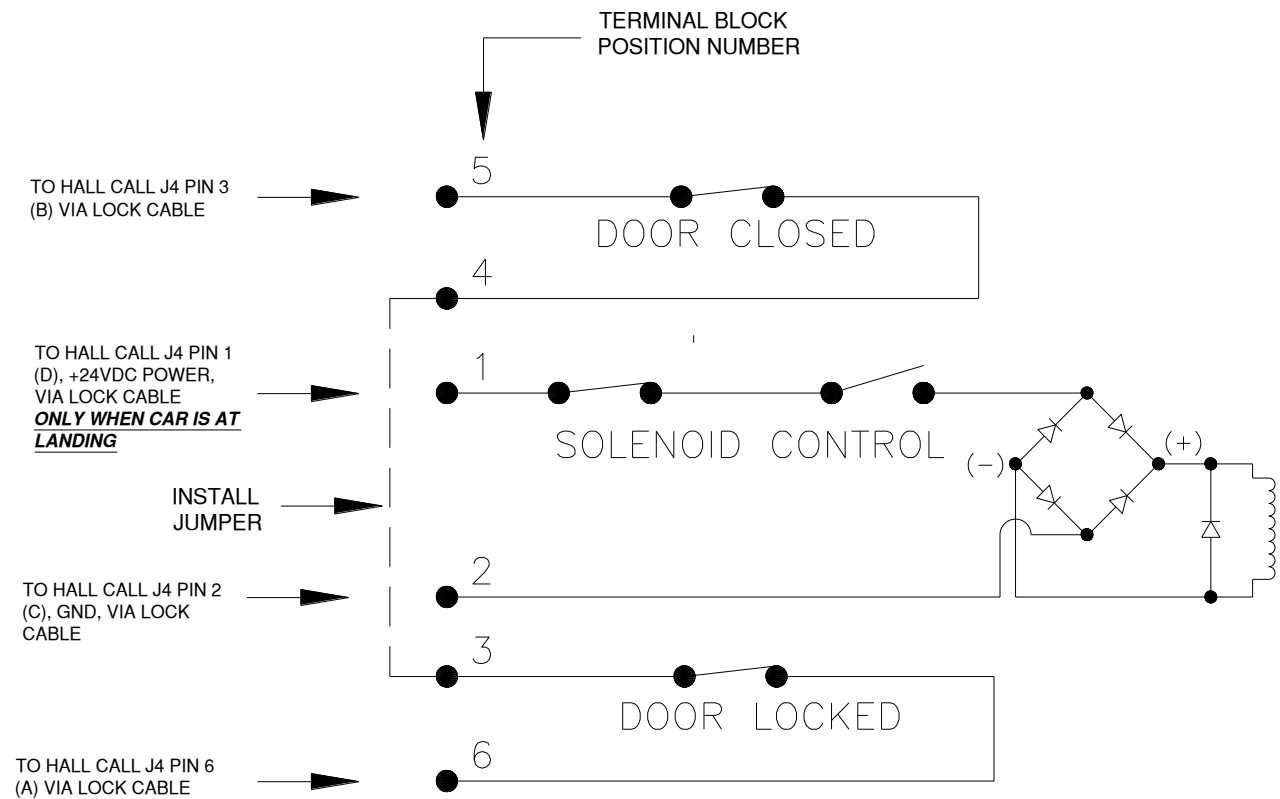 TERMINAL BLOCK
POSITION NUMBER
5
TO HALL CALL J4 PIN 3
(B) VIA LOCK CABLE
DOOR CLOSED
4
TO HALL CALL J4 PIN 1
(D), +24VDC POWER,
VIA LOCK CABLE
ONLY WHEN CAR IS AT
LANDING
1
SOLENOID CONTROL
(-)
(+)
INSTALL
JUMPER
2
TO HALL CALL J4 PIN 2
(C), GND, VIA LOCK
CABLE
3
DOOR LOCKED
6
TO HALL CALL J4 PIN 6
(A) VIA LOCK CABLE